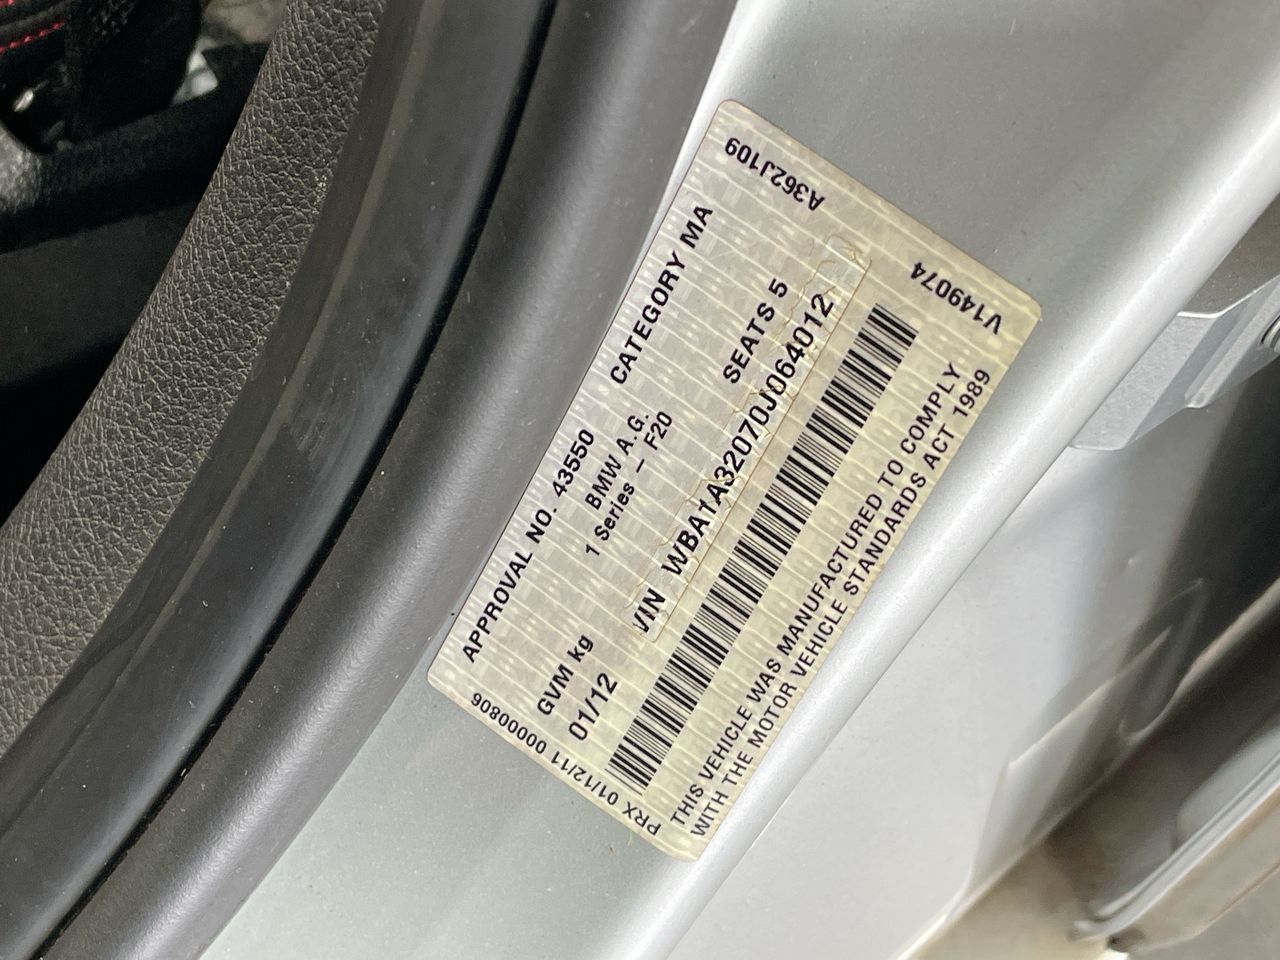 A362J109
V149074
APPROVAL NO. 43550 CATEGORY MA
BMW A.G.
1 Series – F20
GVM kg SEATS 5
01/12
VIN WBA1A32070J064012
THIS VEHICLE WAS MANUFACTURED TO COMPLY
WITH THE MOTOR VEHICLE STANDARDS ACT 1989
PRX 01/12/11 00000806